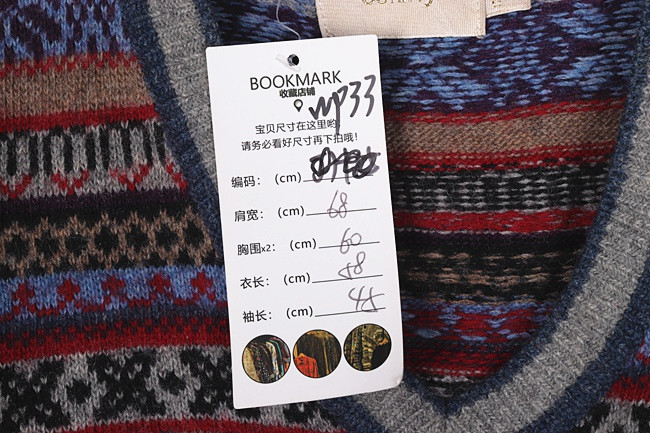 BOOKMARK
收藏店铺
mp33
宝贝尺寸在这里哟
请务必看好尺寸再下拍哦!
编码: (cm)
肩宽: (cm) 68
胸围x2: (cm) 60
衣长: (cm) 58
袖长: (cm) 45